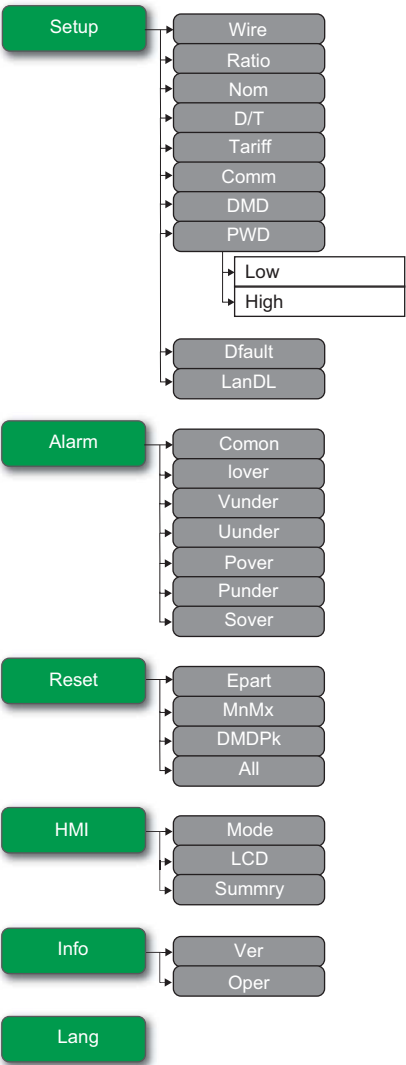 Setup
Wire
Ratio
Nom
D/T
Tariff
Comm
DMD
PWD
Low
High
Dfault
LanDL
Alarm
Comon
Iover
Vunder
Uunder
Pover
Punder
Sover
Reset
Epart
MnMx
DMDPk
All
HMI
Mode
LCD
Summry
Info
Ver
Oper
Lang